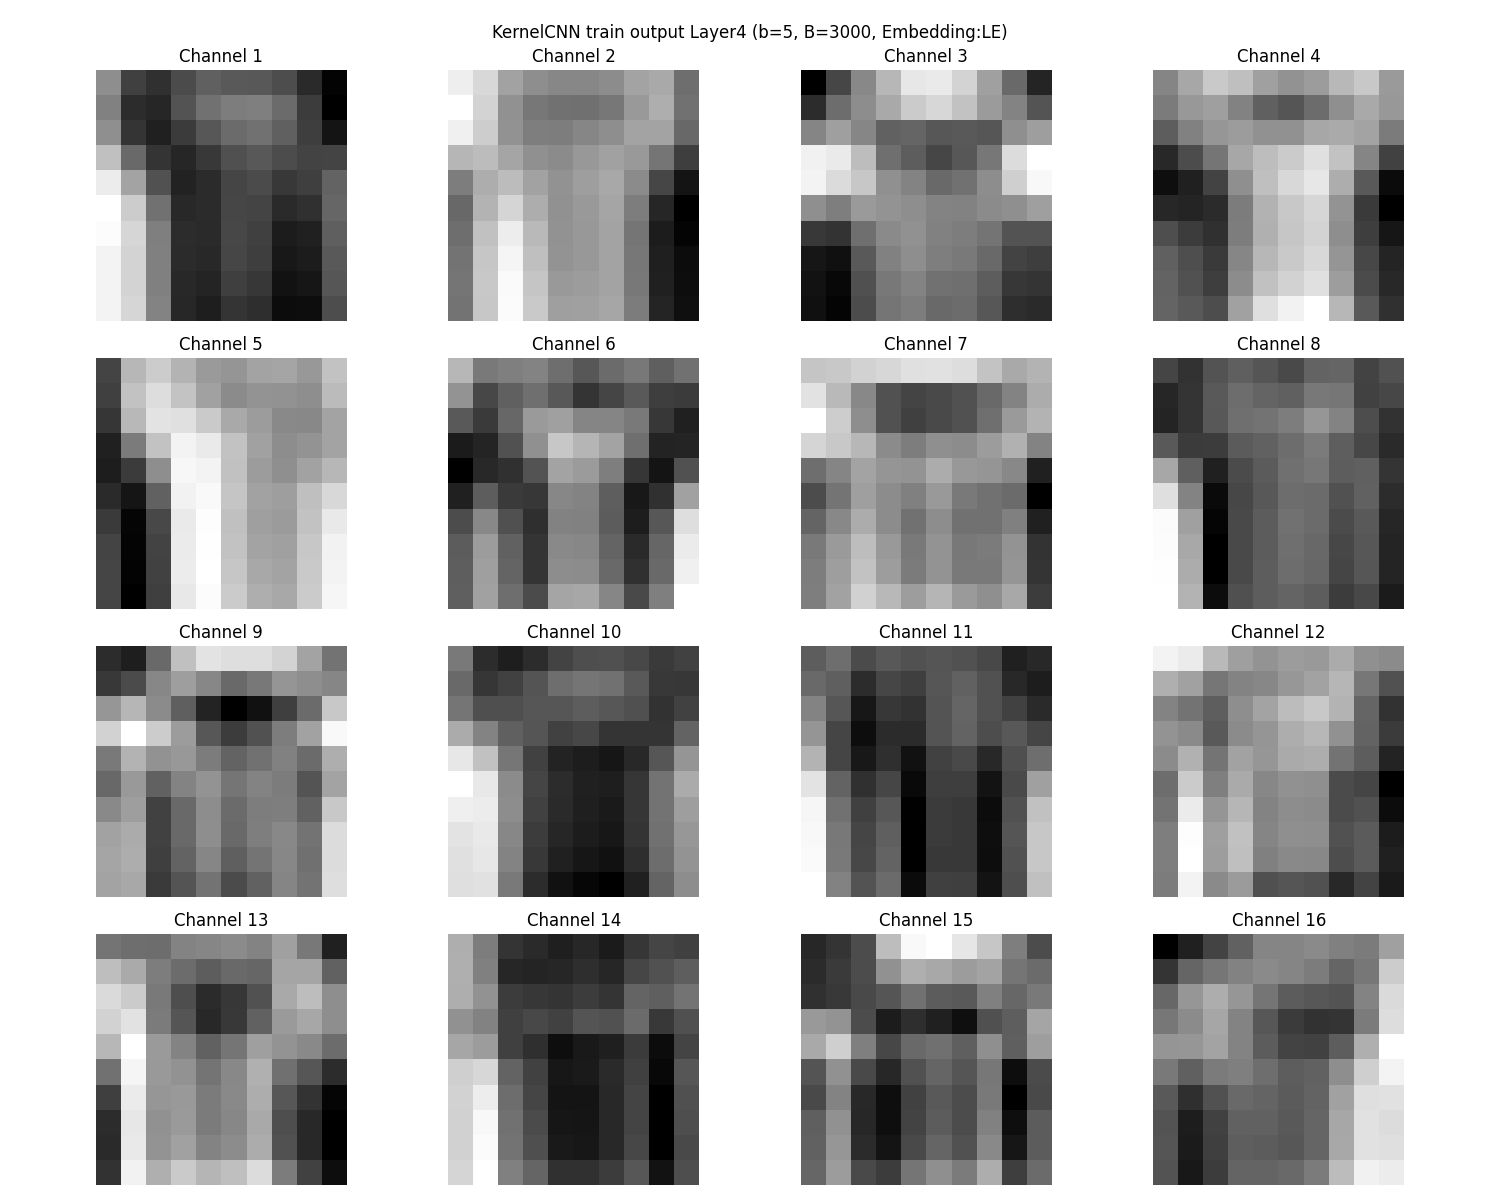 KernelCNN train output Layer4 (b=5, B=3000, Embedding:LE)
Channel 1
Channel 2
Channel 3
Channel 4
Channel 5
Channel 6
Channel 7
Channel 8
Channel 9
Channel 10
Channel 11
Channel 12
Channel 13
Channel 14
Channel 15
Channel 16